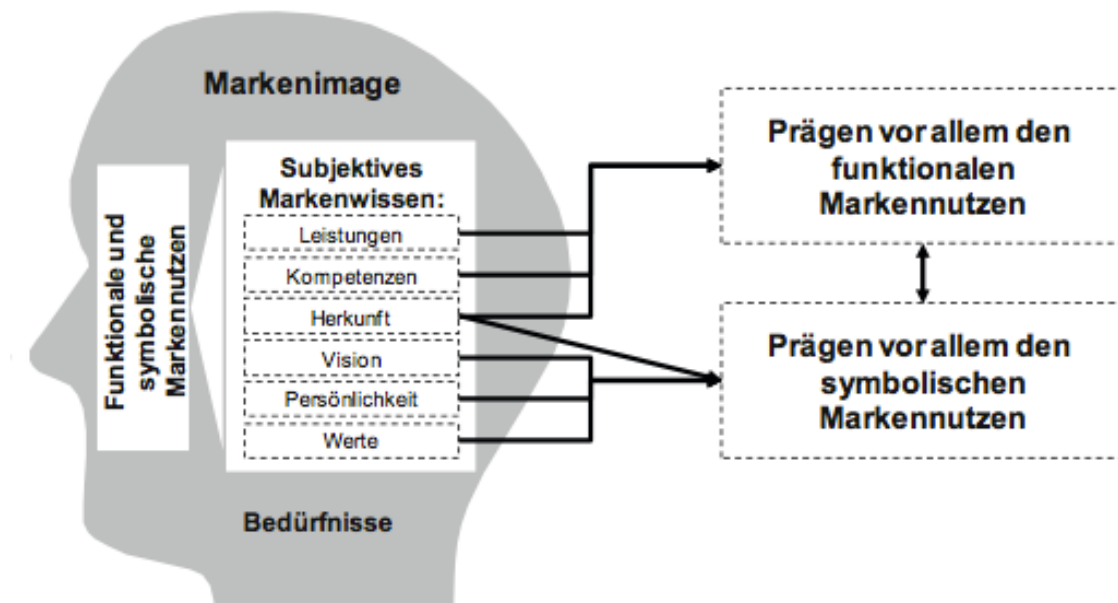 Markenimage
Funktionale und
symbolische
Markennutzen
Subjektives
Markenwissen:
Leistungen
Kompetenzen
Herkunft
Vision
Persönlichkeit
Werte
Bedürfnisse
Prägen vor allem den
funktionalen
Markennutzen
Prägen vor allem den
symbolischen
Markennutzen